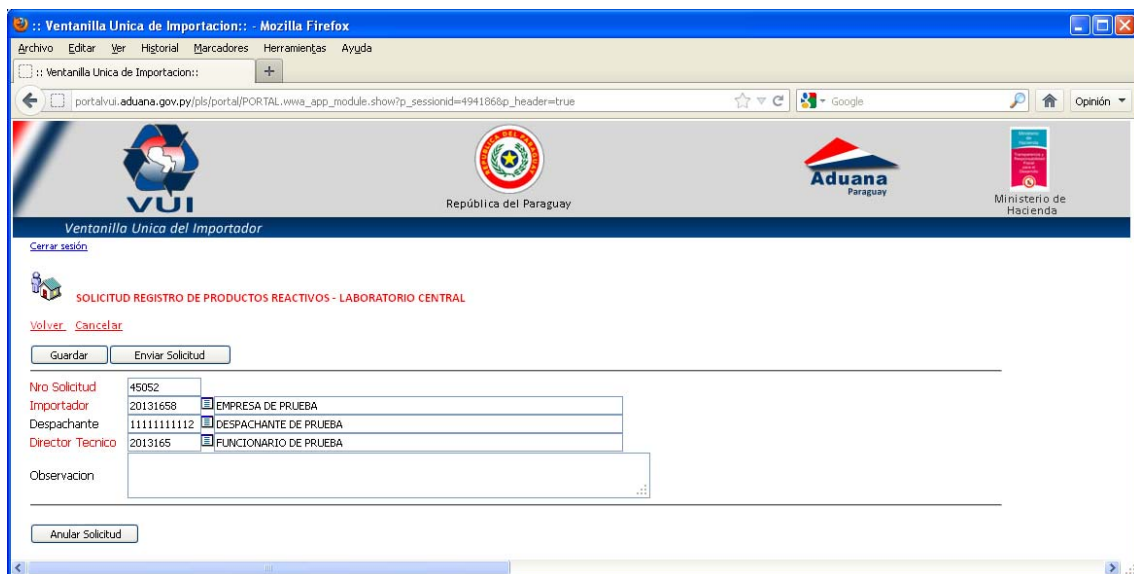 :: Ventanilla Unica de Importacion:: - Mozilla Firefox
Archivo Editar Ver Historial Marcadores Herramientas Ayuda
:: Ventanilla Unica de Importacion:: +
portalvui.aduana.gov.py/pls/portal/PORTAL.wwa_app_module.show?p_sessionid=494186&p_header=true Google Opinión
REPUBLICA DEL PARAGUAY
VUI
República del Paraguay
Aduana
Paraguay
Ministerio de
Hacienda
Ventanilla Unica del Importador
Cerrar sesión
SOLICITUD REGISTRO DE PRODUCTOS REACTIVOS - LABORATORIO CENTRAL
Volver Cancelar
Guardar Enviar Solicitud
Nro Solicitud 45052
Importador 20131658 EMPRESA DE PRUEBA
Despachante 11111111112 DESPACHANTE DE PRUEBA
Director Tecnico 2013165 FUNCIONARIO DE PRUEBA
Observacion
Anular Solicitud